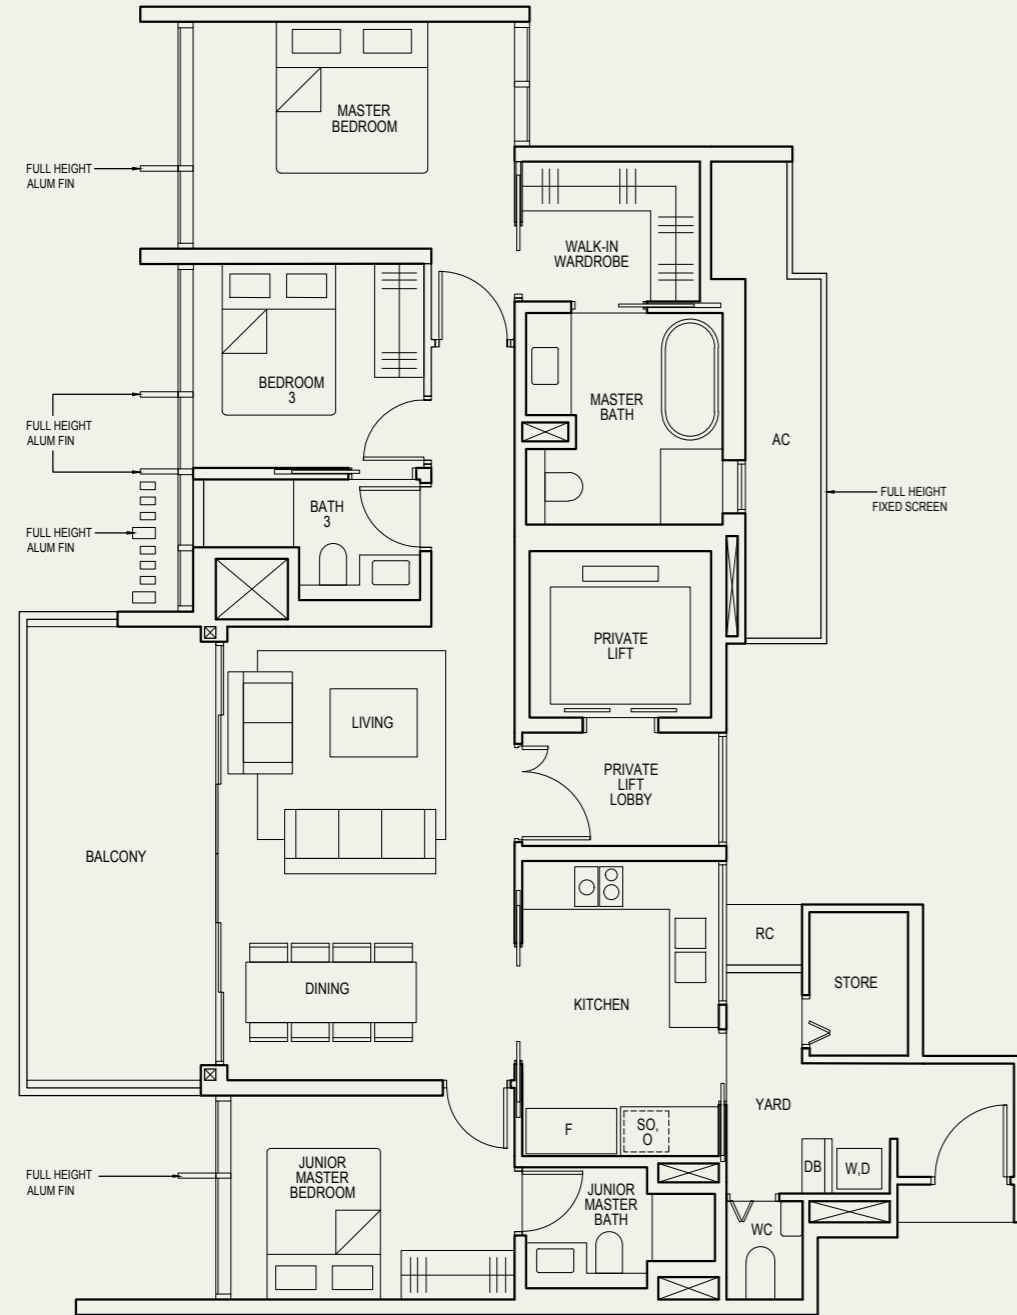 MASTER
BEDROOM
FULL HEIGHT
ALUM FIN
WALK-IN
WARDROBE
BEDROOM
3
MASTER
BATH
FULL HEIGHT
ALUM FIN
AC
FULL HEIGHT
FIXED SCREEN
BATH
3
FULL HEIGHT
ALUM FIN
PRIVATE
LIFT
LIVING
PRIVATE
LIFT
LOBBY
BALCONY
RC
STORE
DINING
KITCHEN
YARD
F
SO,
O
DB
W,D
FULL HEIGHT
ALUM FIN
JUNIOR
MASTER
BEDROOM
JUNIOR
MASTER
BATH
WC